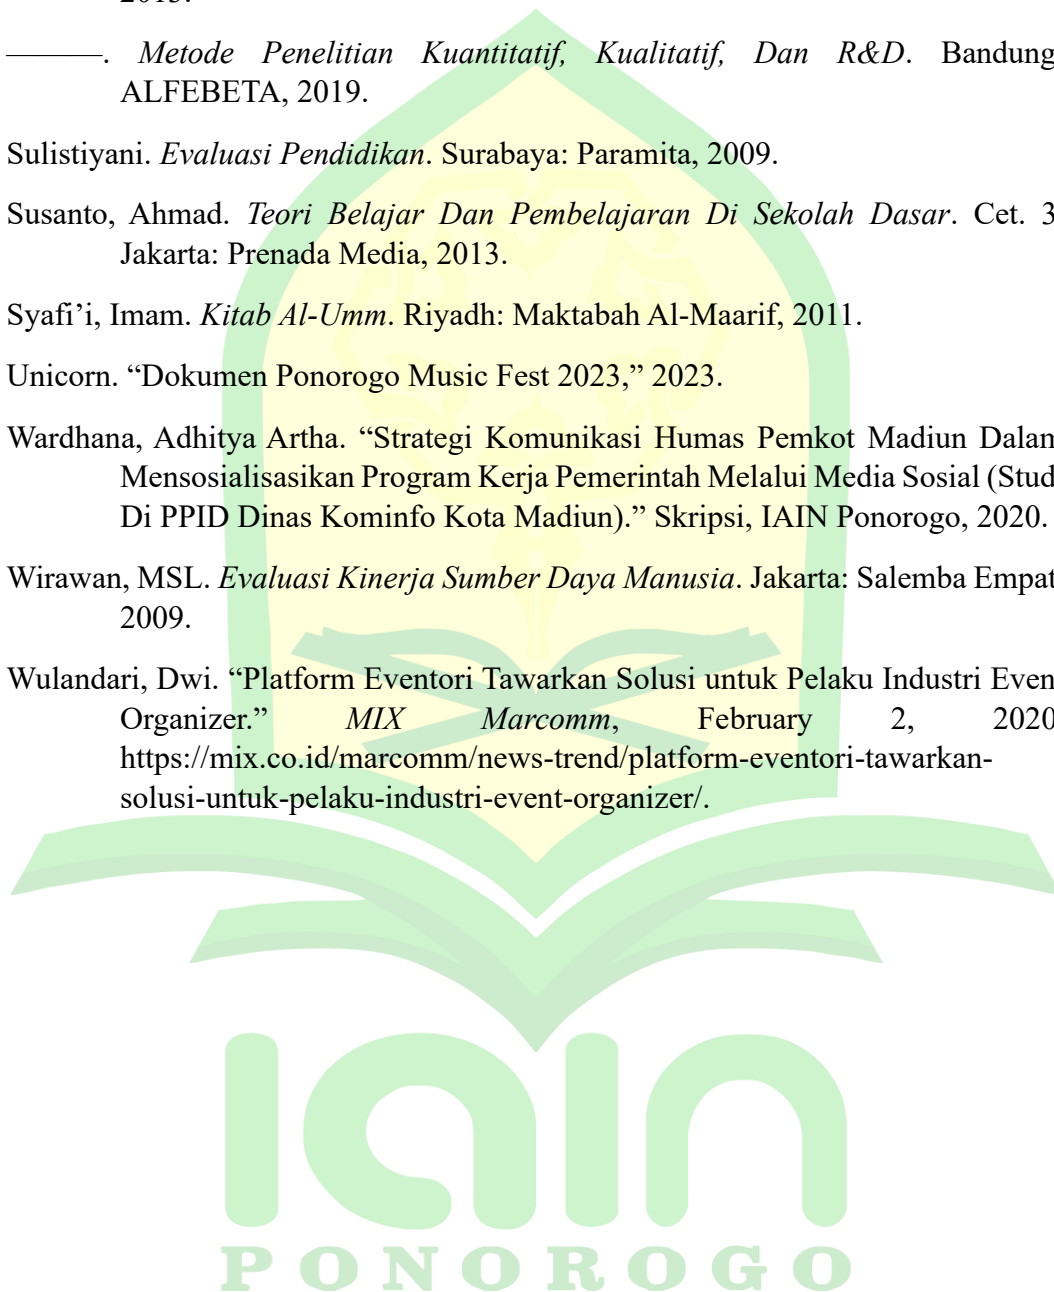 2013.
———. Metode Penelitian Kuantitatif, Kualitatif, Dan R&D. Bandung
ALFEBETA, 2019.
Sulistiyani. Evaluasi Pendidikan. Surabaya: Paramita, 2009.
Susanto, Ahmad. Teori Belajar Dan Pembelajaran Di Sekolah Dasar. Cet. 3
Jakarta: Prenada Media, 2013.
Syafi’i, Imam. Kitab Al-Umm. Riyadh: Maktabah Al-Maarif, 2011.
Unicorn. “Dokumen Ponorogo Music Fest 2023,” 2023.
Wardhana, Adhitya Artha. “Strategi Komunikasi Humas Pemkot Madiun Dalam
Mensosialisasikan Program Kerja Pemerintah Melalui Media Sosial (Stud
Di PPID Dinas Kominfo Kota Madiun).” Skripsi, IAIN Ponorogo, 2020.
Wirawan, MSL. Evaluasi Kinerja Sumber Daya Manusia. Jakarta: Salemba Empat
2009.
Wulandari, Dwi. “Platform Eventori Tawarkan Solusi untuk Pelaku Industri Even
Organizer.” MIX Marcomm, February 2, 2020
https://mix.co.id/marcomm/news-trend/platform-eventori-tawarkan-
solusi-untuk-pelaku-industri-event-organizer/.
iain
PONOROGO